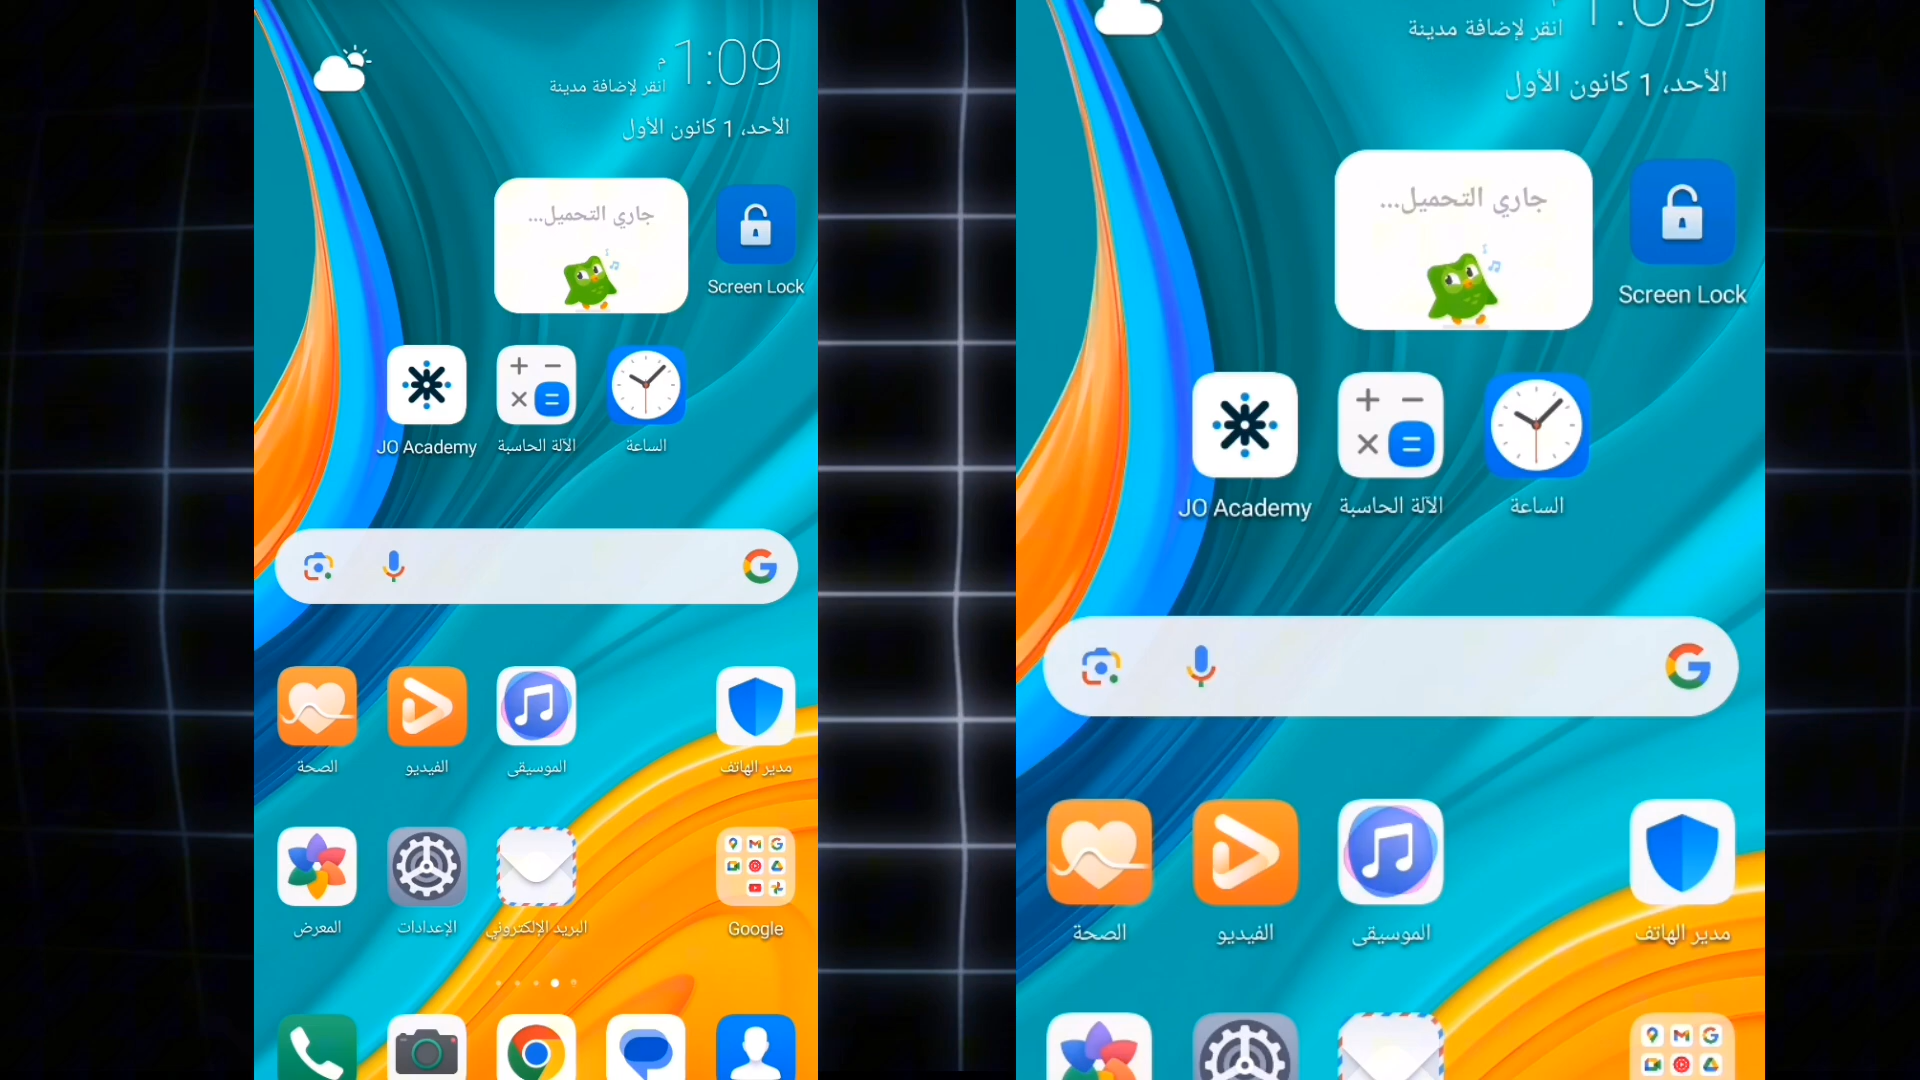 1:09
م
انقر لإضافة مدينة
الأحد، 1 كانون الأول
جاري التحميل...
Screen Lock
JO Academy
الآلة الحاسبة
الساعة
الصحة
الفيديو
الموسيقى
مدير الهاتف
المعرض
الإعدادات
البريد الإلكتروني
Google
1:09
انقر لإضافة مدينة
الأحد، 1 كانون الأول
جاري التحميل...
Screen Lock
JO Academy
الآلة الحاسبة
الساعة
الصحة
الفيديو
الموسيقى
مدير الهاتف